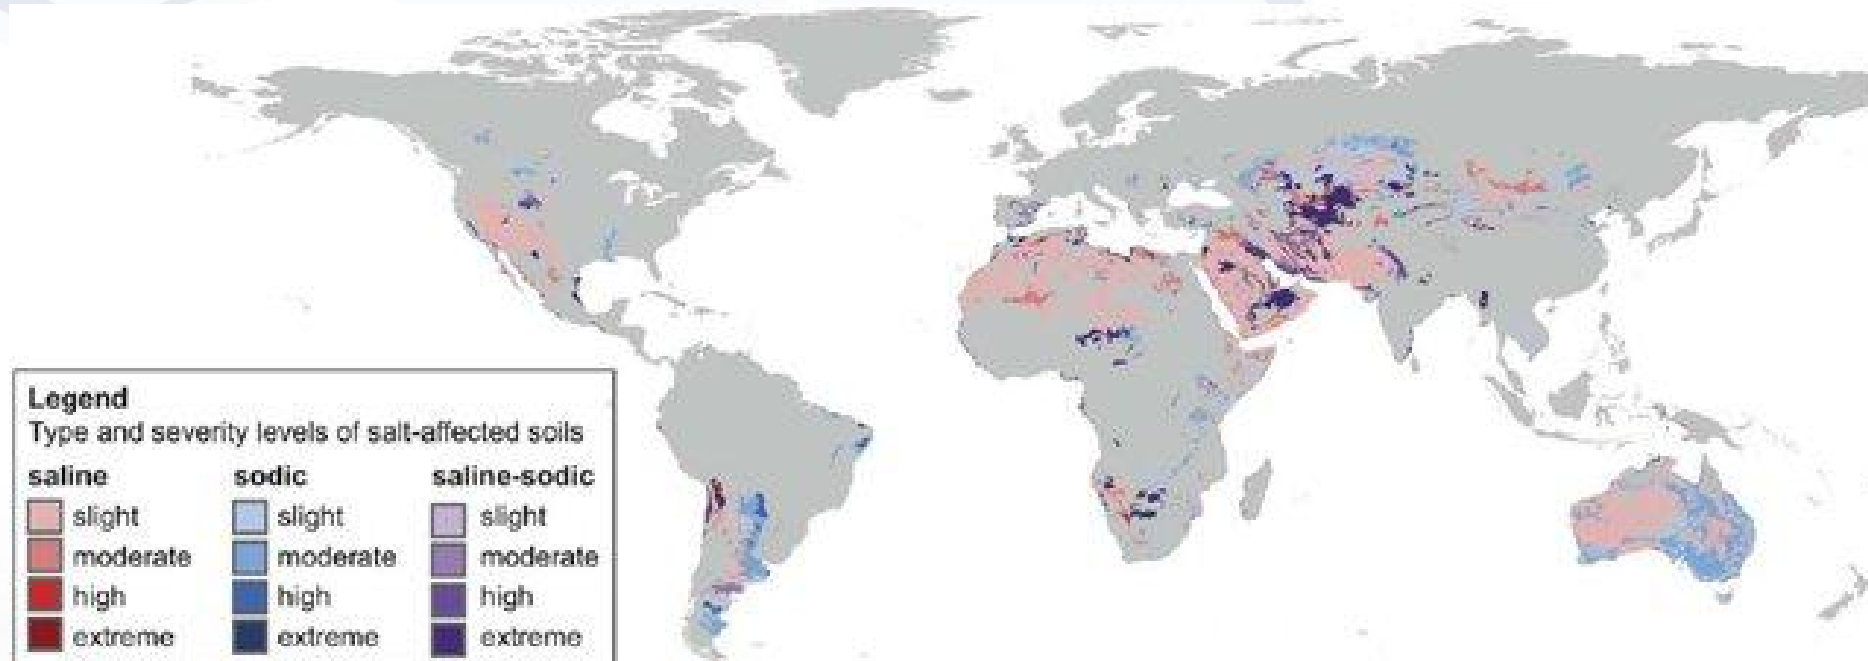 Legend
Type and severity levels of salt-affected soils
saline sodic saline-sodic
slight slight slight
moderate moderate moderate
high high high
extreme extreme extreme